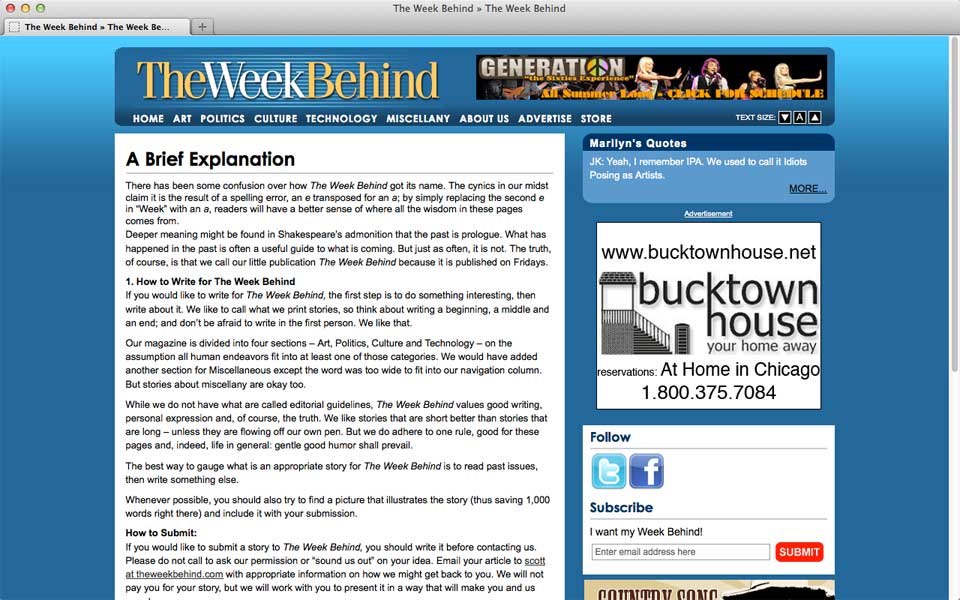 The Week Behind » The Week Behind
The Week Behind » The Week Be...
TheWeekBehind
GENERATION
"the Sixties Experience"
All Summer Long - CLICK FOR SCHEDULE
HOME ART POLITICS CULTURE TECHNOLOGY MISCELLANY ABOUT US ADVERTISE STORE
TEXT SIZE: ▼ A ▲
A Brief Explanation
There has been some confusion over how The Week Behind got its name. The cynics in our midst
claim it is the result of a spelling error, an e transposed for an a; by simply replacing the second e
in “Week” with an a, readers will have a better sense of where all the wisdom in these pages
comes from.
Deeper meaning might be found in Shakespeare’s admonition that the past is prologue. What has
happened in the past is often a useful guide to what is coming. But just as often, it is not. The truth,
of course, is that we call our little publication The Week Behind because it is published on Fridays.
1. How to Write for The Week Behind
If you would like to write for The Week Behind, the first step is to do something interesting, then
write about it. We like to call what we print stories, so think about writing a beginning, a middle and
an end; and don’t be afraid to write in the first person. We like that.
Our magazine is divided into four sections – Art, Politics, Culture and Technology – on the
assumption all human endeavors fit into at least one of those categories. We would have added
another section for Miscellaneous except the word was too wide to fit into our navigation column.
But stories about miscellany are okay too.
While we do not have what are called editorial guidelines, The Week Behind values good writing,
personal expression and, of course, the truth. We like stories that are short better than stories that
are long – unless they are flowing off our own pen. But we do adhere to one rule, good for these
pages and, indeed, life in general: gentle good humor shall prevail.
The best way to gauge what is an appropriate story for The Week Behind is to read past issues,
then write something else.
Whenever possible, you should also try to find a picture that illustrates the story (thus saving 1,000
words right there) and include it with your submission.
How to Submit:
If you would like to submit a story to The Week Behind, you should write it before contacting us.
Please do not call to ask our permission or “sound us out” on your idea. Email your article to scott
at theweekbehind.com with appropriate information on how we might get back to you. We will not
pay you for your story, but we will work with you to present it in a way that will make you and us
Marilyn's Quotes
JK: Yeah, I remember IPA. We used to call it Idiots
Posing as Artists.
MORE...
Advertisement
www.bucktownhouse.net
bucktown
house
your home away
reservations: At Home in Chicago
1.800.375.7084
Follow
Subscribe
I want my Week Behind!
Enter email address here
SUBMIT
COUNTRY SONG